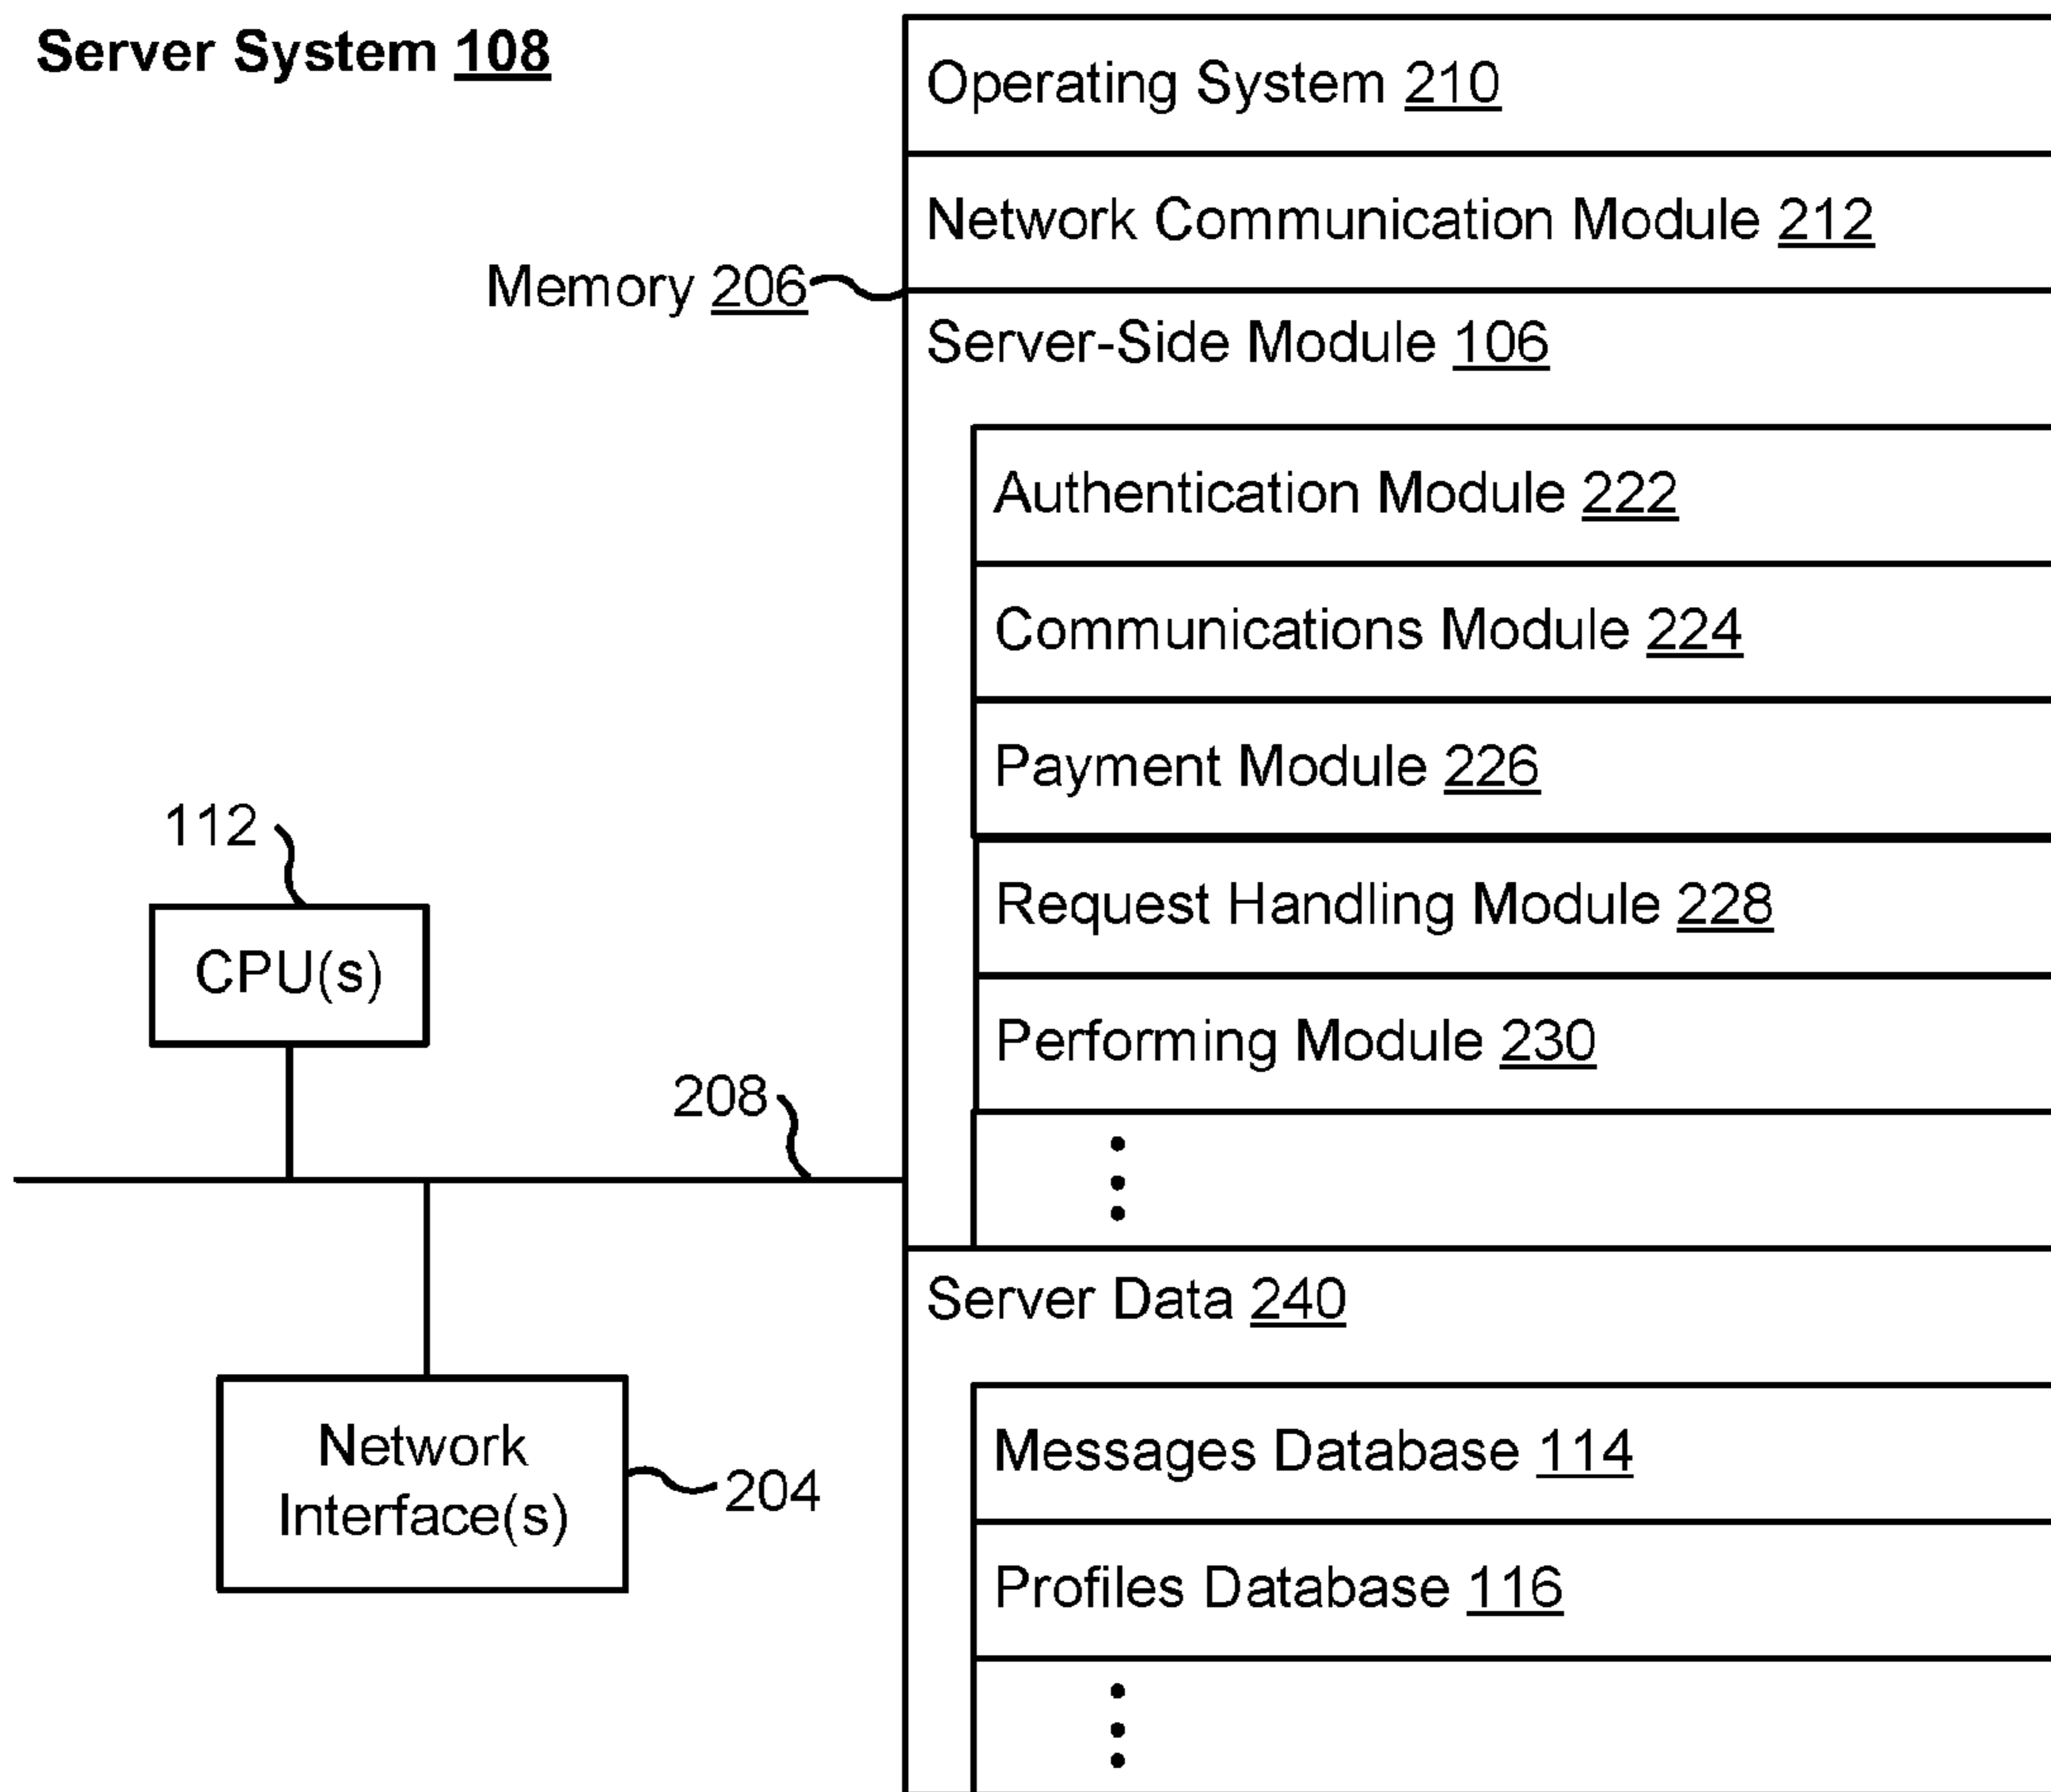 Server System 108
Operating System 210
Network Communication Module 212
Memory 206
Server-Side Module 106
Authentication Module 222
Communications Module 224
Payment Module 226
112
Request Handling Module 228
CPU(s)
Performing Module 230
208
Server Data 240
Network
Interface(s)
204
Messages Database 114
Profiles Database 116